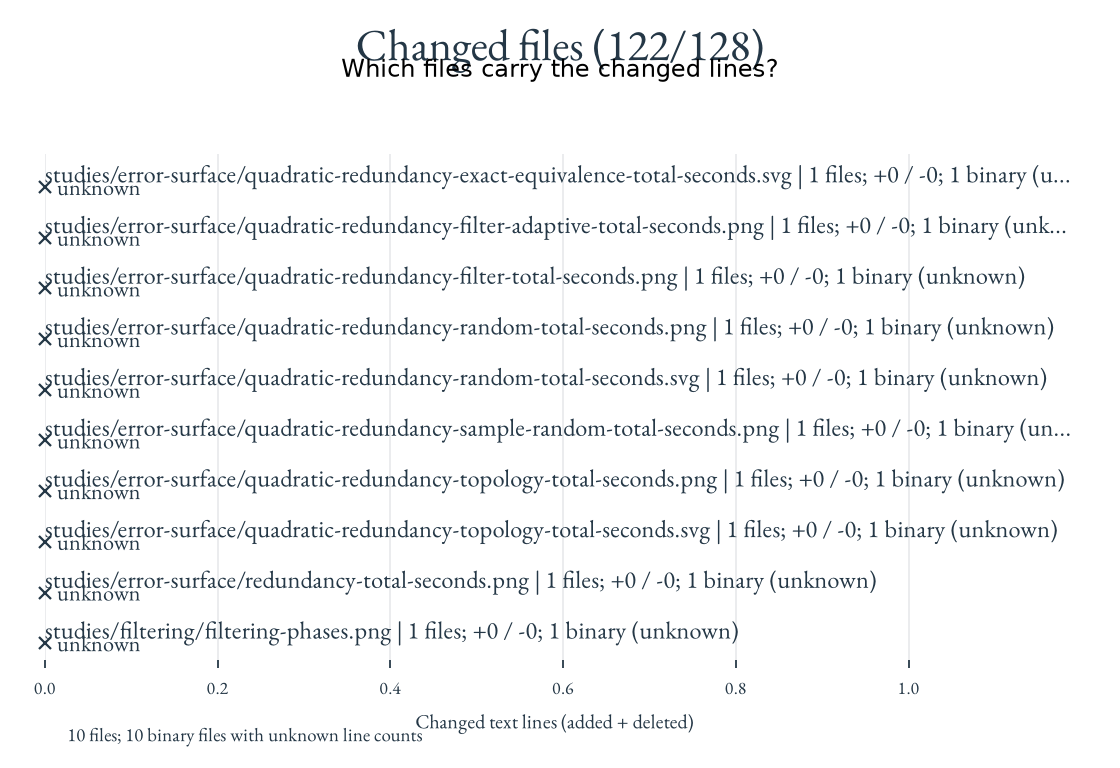 Changed files (122/128)
Which files carry the changed lines?
studies/error-surface/quadratic-redundancy-exact-equivalence-total-seconds.svg | 1 files; +0 / -0; 1 binary (u...
unknown
studies/error-surface/quadratic-redundancy-filter-adaptive-total-seconds.png | 1 files; +0 / -0; 1 binary (unk...
unknown
studies/error-surface/quadratic-redundancy-filter-total-seconds.png | 1 files; +0 / -0; 1 binary (unknown)
unknown
studies/error-surface/quadratic-redundancy-random-total-seconds.png | 1 files; +0 / -0; 1 binary (unknown)
unknown
studies/error-surface/quadratic-redundancy-random-total-seconds.svg | 1 files; +0 / -0; 1 binary (unknown)
unknown
studies/error-surface/quadratic-redundancy-sample-random-total-seconds.png | 1 files; +0 / -0; 1 binary (un...
unknown
studies/error-surface/quadratic-redundancy-topology-total-seconds.png | 1 files; +0 / -0; 1 binary (unknown)
unknown
studies/error-surface/quadratic-redundancy-topology-total-seconds.svg | 1 files; +0 / -0; 1 binary (unknown)
unknown
studies/error-surface/redundancy-total-seconds.png | 1 files; +0 / -0; 1 binary (unknown)
unknown
studies/filtering/filtering-phases.png | 1 files; +0 / -0; 1 binary (unknown)
unknown
0.0 0.2 0.4 0.6 0.8 1.0
Changed text lines (added + deleted)
10 files; 10 binary files with unknown line counts